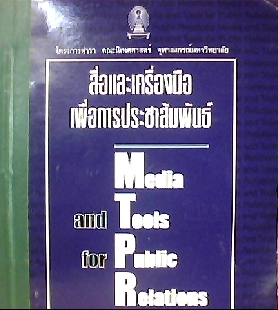 โครงการตำรา คณะนิเทศศาสตร์ จุฬาลงกรณ์มหาวิทยาลัย
สื่อและเครื่องมือ
เพื่อการประชาสัมพันธ์
Media
and Tools
for Public
Relations